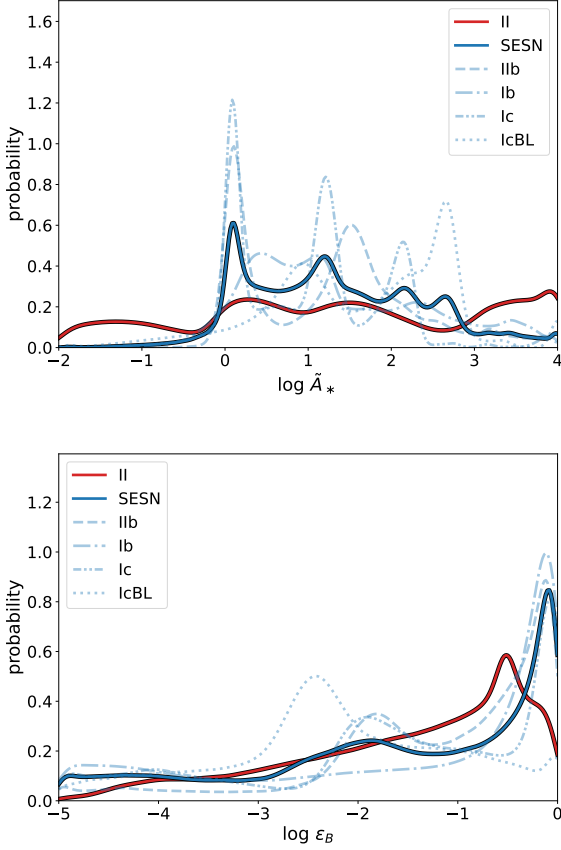 1.6
1.4
1.2
1.0
0.8
0.6
0.4
0.2
0.0
probability
II
SESN
IIb
Ib
Ic
IcBL
−2
−1
0
1
2
3
4
log Ã*
1.2
1.0
0.8
0.6
0.4
0.2
0.0
probability
II
SESN
IIb
Ib
Ic
IcBL
−5
−4
−3
−2
−1
0
log ϵB